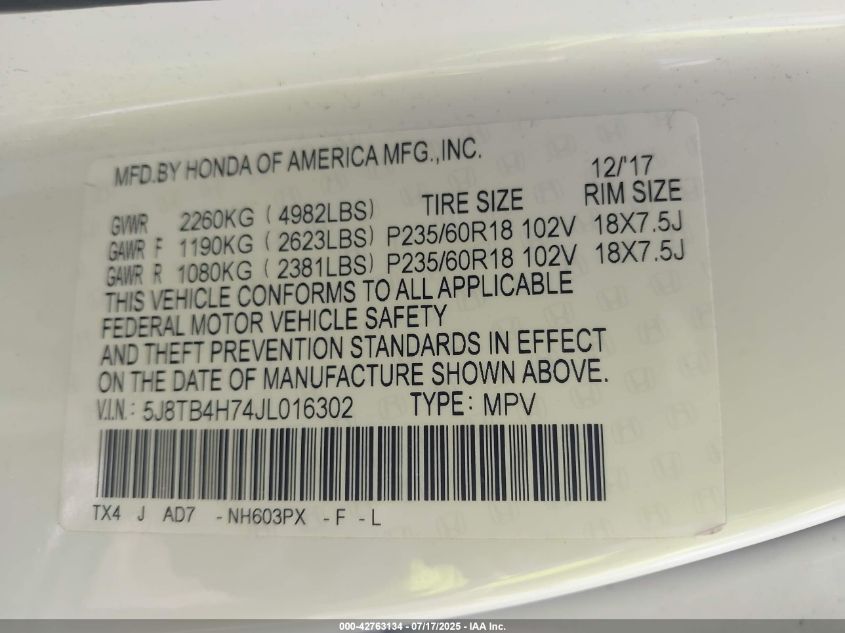 MFD.BY HONDA OF AMERICA MFG.,INC. 12/'17
GVWR 2260KG ( 4982LBS) TIRE SIZE RIM SIZE
GAWR F 1190KG ( 2623LBS) P235/60R18 102V 18X7.5J
GAWR R 1080KG ( 2381LBS) P235/60R18 102V 18X7.5J
THIS VEHICLE CONFORMS TO ALL APPLICABLE
FEDERAL MOTOR VEHICLE SAFETY
AND THEFT PREVENTION STANDARDS IN EFFECT
ON THE DATE OF MANUFACTURE SHOWN ABOVE.
V.I.N.: 5J8TB4H74JL016302 TYPE: MPV
TX4 J AD7 -NH603PX -F -L
000-42763134 - 07/17/2025 - IAA Inc.